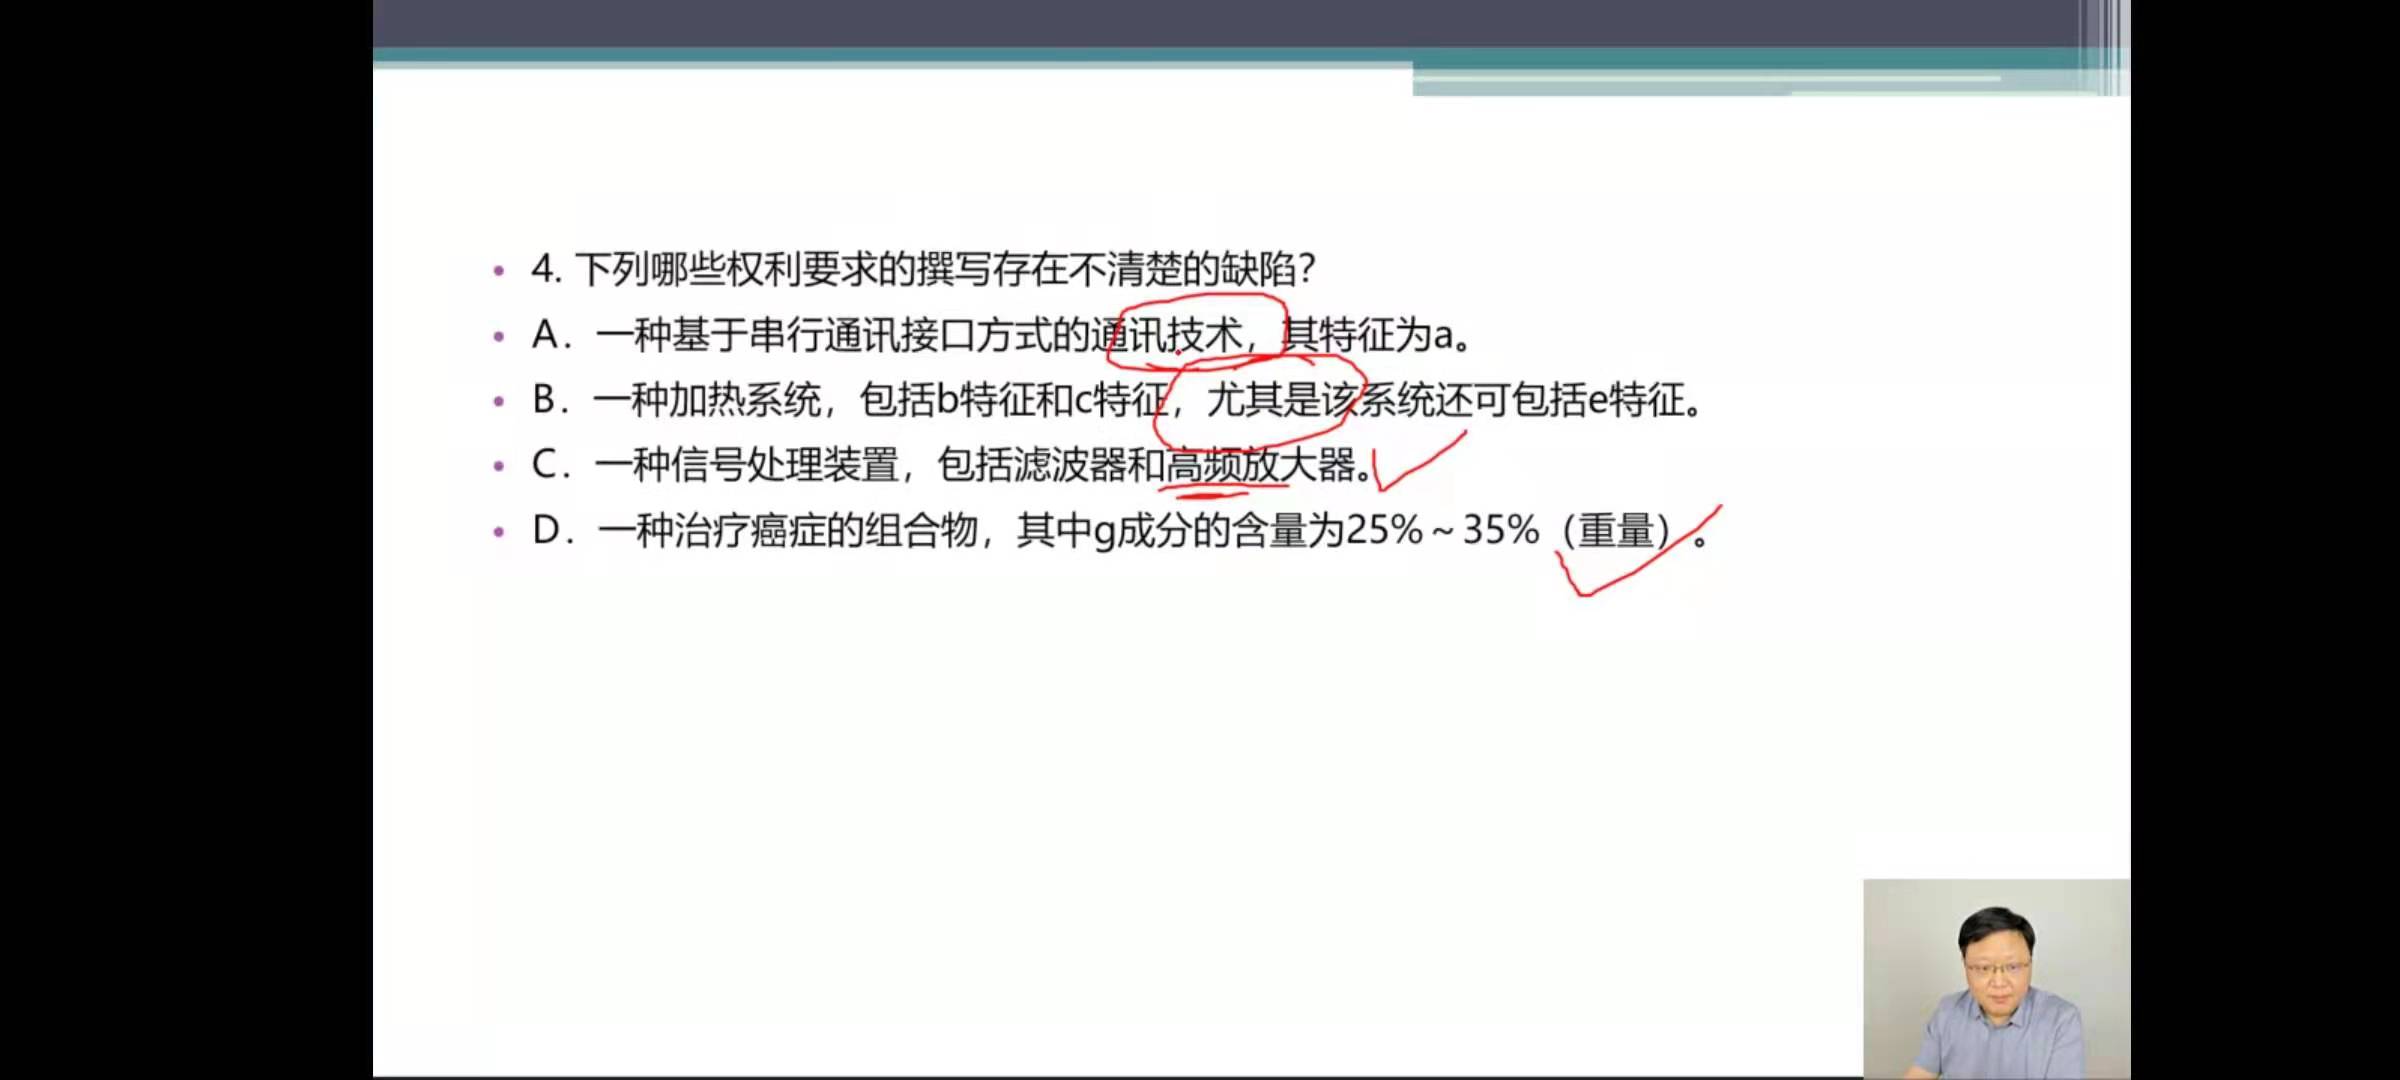 4. 下列哪些权利要求的撰写存在不清楚的缺陷？
A．一种基于串行通讯接口方式的通讯技术，其特征为a。
B．一种加热系统，包括b特征和c特征，尤其是该系统还可包括e特征。
C．一种信号处理装置，包括滤波器和高频放大器。
D．一种治疗癌症的组合物，其中g成分的含量为25%～35%（重量）。